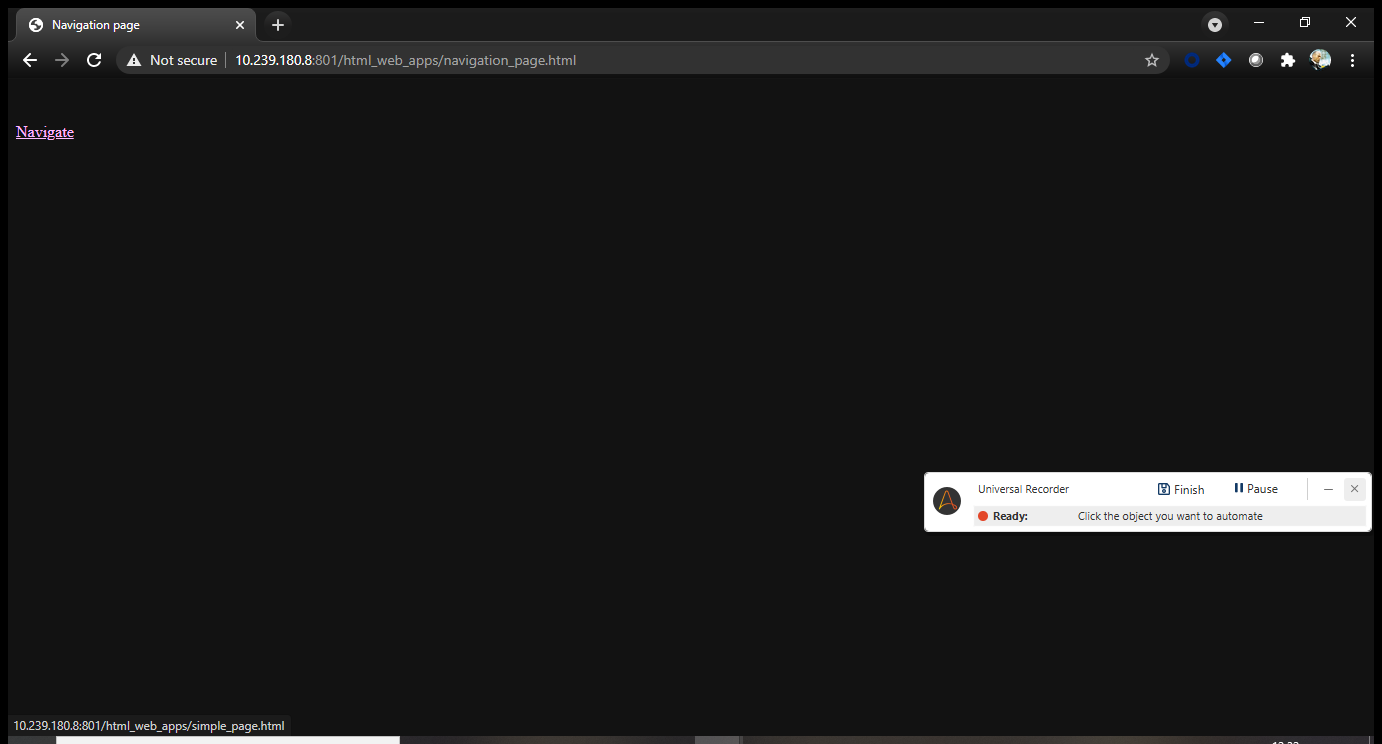 Navigation page
Not secure
10.239.180.8:801/html_web_apps/navigation_page.html
Navigate
Universal Recorder
Finish
Pause
Ready:
Click the object you want to automate
10.239.180.8:801/html_web_apps/simple_page.html